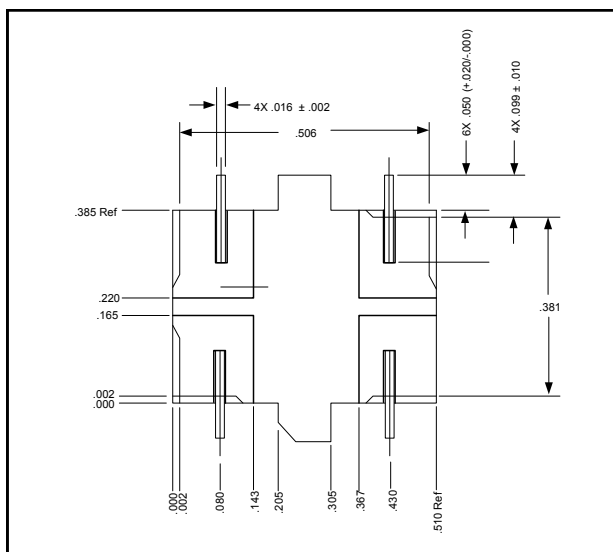 6X .050 (+.020/-.000)
4X .099 ± .010
4X .016 ± .002
.506
.385 Ref
.220
.165
.381
.002
.000
.000
.002
.080
.143
.205
.305
.367
.430
.510 Ref